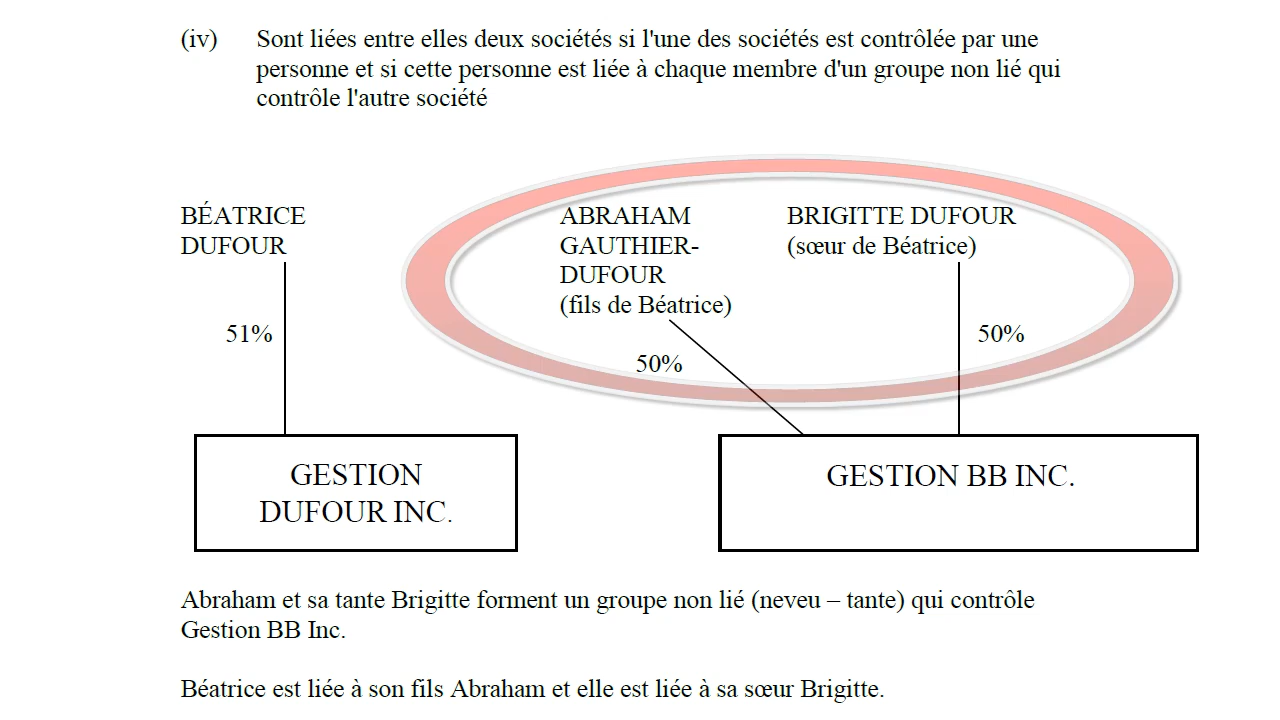 (iv) Sont liées entre elles deux sociétés si l'une des sociétés est contrôlée par une
personne et si cette personne est liée à chaque membre d'un groupe non lié qui
contrôle l'autre société
BÉATRICE
DUFOUR
ABRAHAM
GAUTHIER-
DUFOUR
(fils de Béatrice)
BRIGITTE DUFOUR
(sœur de Béatrice)
51%
50%
50%
GESTION
DUFOUR INC.
GESTION BB INC.
Abraham et sa tante Brigitte forment un groupe non lié (neveu – tante) qui contrôle
Gestion BB Inc.
Béatrice est liée à son fils Abraham et elle est liée à sa sœur Brigitte.